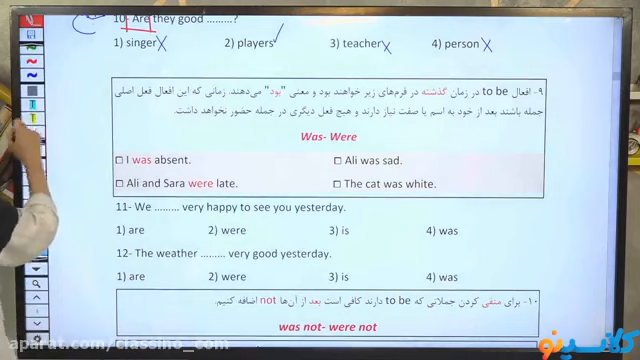 10- Are they good .........?
1) singer 2) players 3) teacher 4) person
۹- افعال to be در زمان گذشته در فرم‌های زیر خواهند بود و معنی "بود" می‌دهند. زمانی که این افعال فعل اصلی
جمله باشند بعد از خود به اسم یا صفت نیاز دارند و هیچ فعل دیگری در جمله حضور نخواهد داشت.
Was- Were
I was absent. Ali was sad.
Ali and Sara were late. The cat was white.
11- We ......... very happy to see you yesterday.
1) are 2) were 3) is 4) was
12- The weather ......... very good yesterday.
1) are 2) were 3) is 4) was
۱۰- برای منفی کردن جملاتی که to be دارند کافی است بعد از آن‌ها not اضافه کنیم.
was not- were not
aparat.com/classino_com
کلاسینو